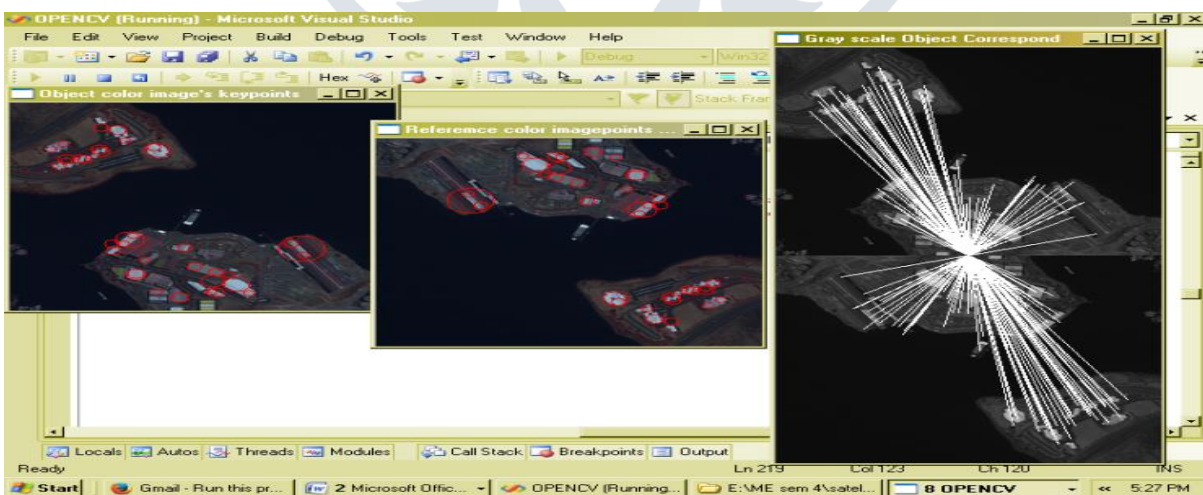 OPENCV (Running) - Microsoft Visual Studio
File Edit View Project Build Debug Tools Test Window Help
Debug Win32
Hex
Stack Fram
Object color image's keypoints
Reference color imagepoints ...
Gray scale Object Correspond
Locals Autos Threads Modules Call Stack Breakpoints Output
Ready Ln 219 Col 123 Ch 120 INS
Start Gmail - Run this pr... 2 Microsoft Offic... OPENCV (Running... E:\ME sem 4\satel... 8 OPENCV « 5:27 PM